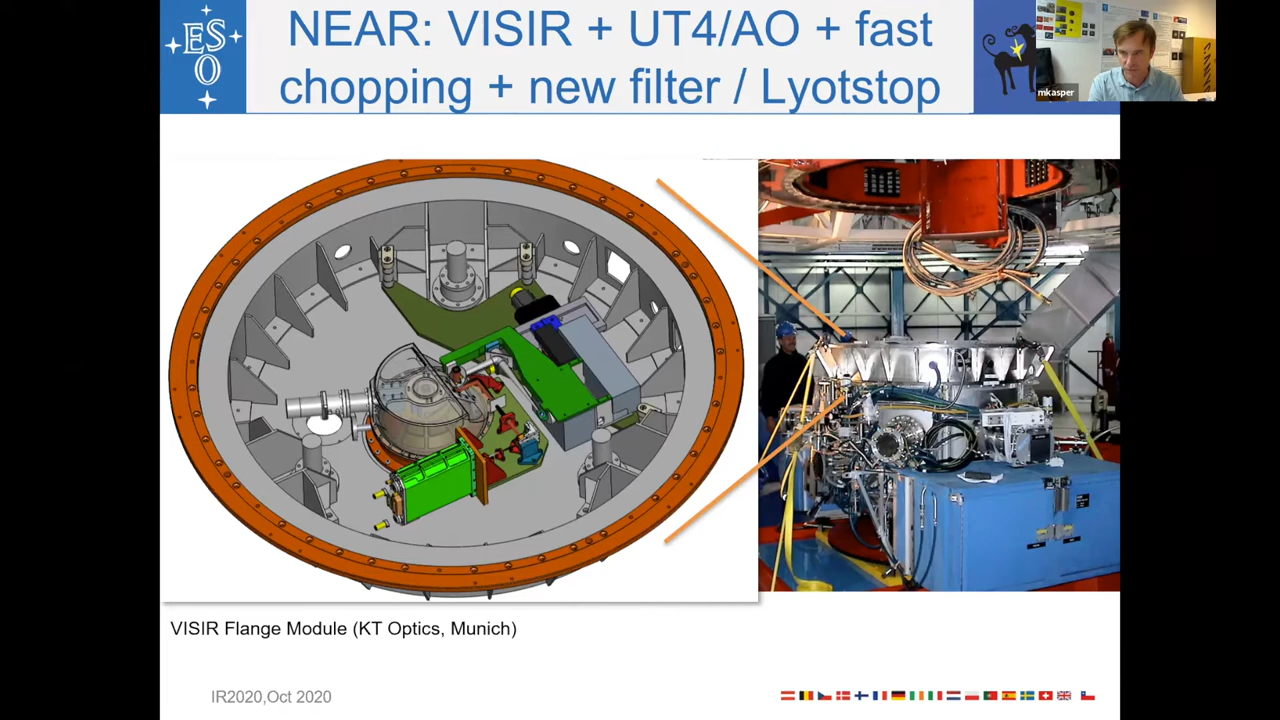 ES
O
NEAR: VISIR + UT4/AO + fast
chopping + new filter / Lyotstop
mkasper
VISIR Flange Module (KT Optics, Munich)
IR2020,Oct 2020